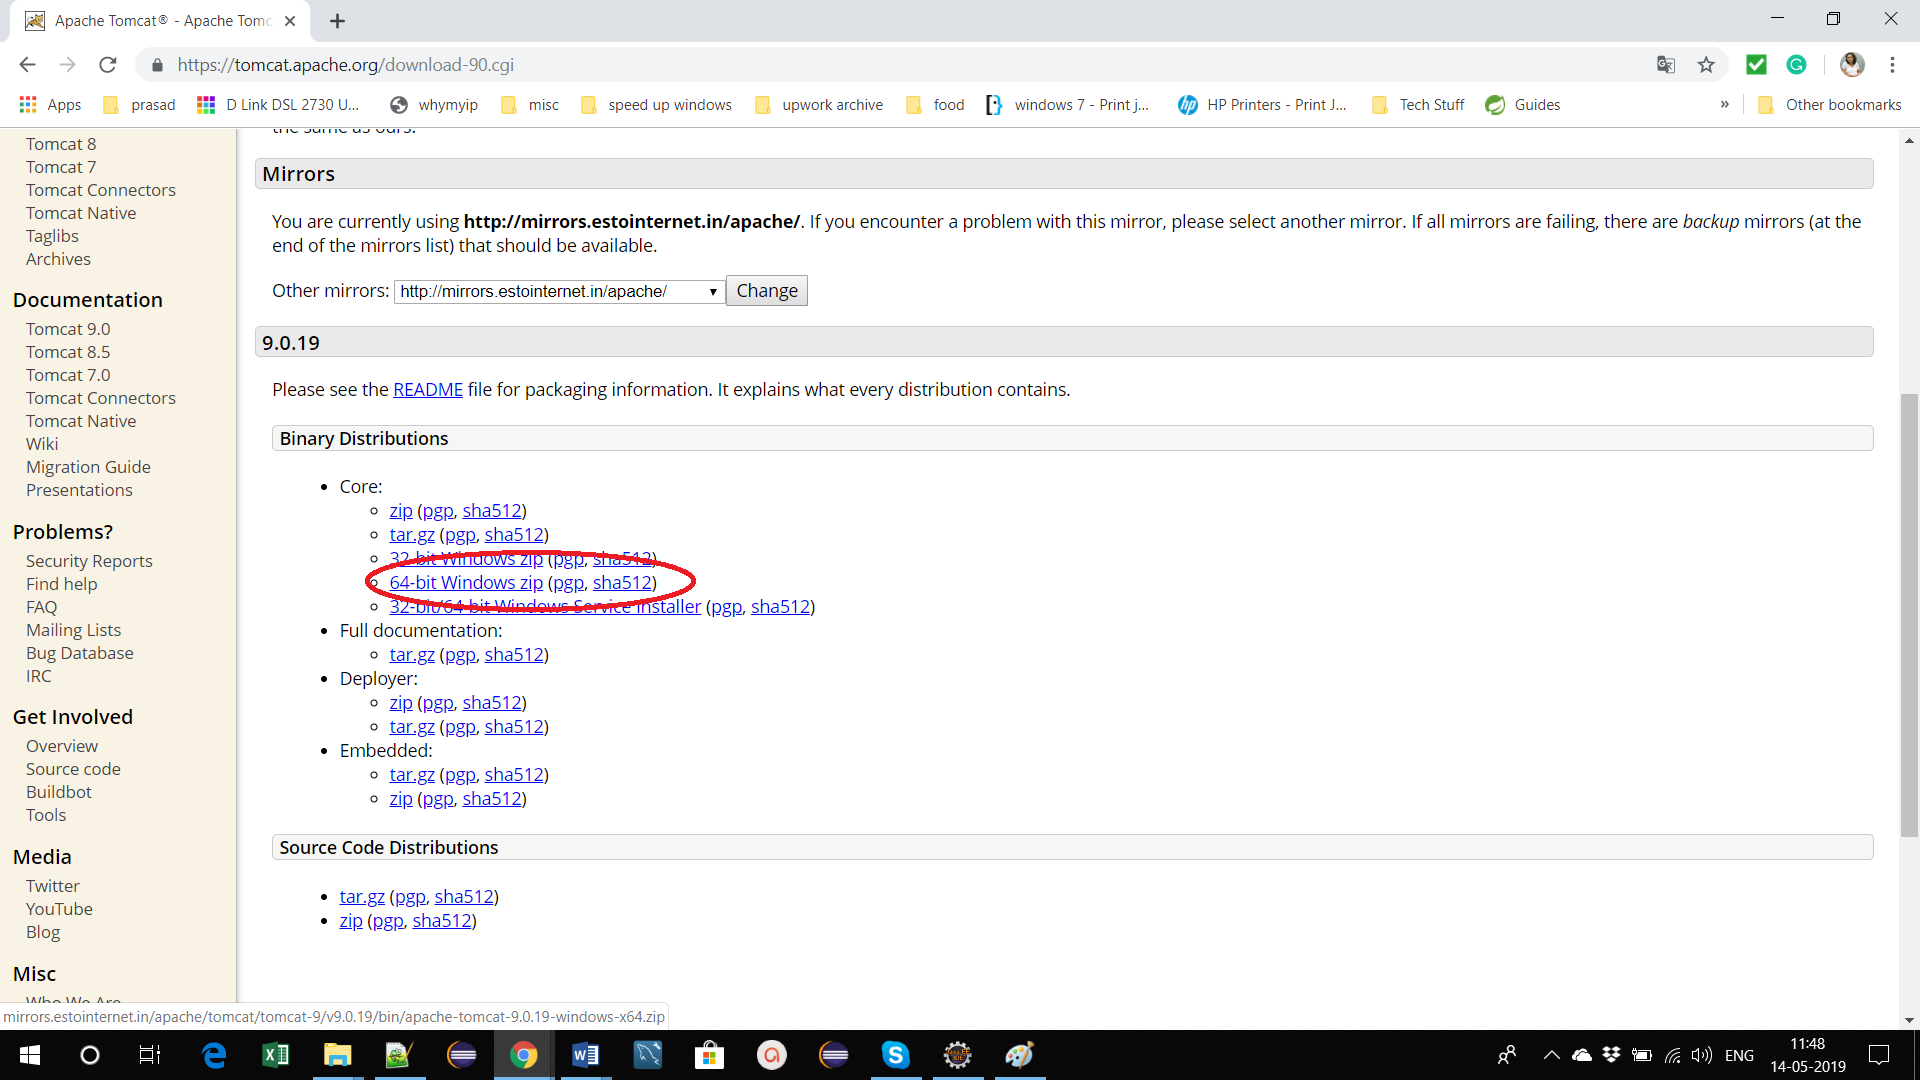 Apache Tomcat® - Apache Tomc
https://tomcat.apache.org/download-90.cgi
Apps prasad D Link DSL 2730 U... whymyip misc speed up windows upwork archive food windows 7 - Print j... HP Printers - Print J... Tech Stuff Guides » Other bookmarks
Tomcat 8
Tomcat 7
Tomcat Connectors
Tomcat Native
Taglibs
Archives
Documentation
Tomcat 9.0
Tomcat 8.5
Tomcat 7.0
Tomcat Connectors
Tomcat Native
Wiki
Migration Guide
Presentations
Problems?
Security Reports
Find help
FAQ
Mailing Lists
Bug Database
IRC
Get Involved
Overview
Source code
Buildbot
Tools
Media
Twitter
YouTube
Blog
Misc
Who We Are
the same as ours.
Mirrors
You are currently using http://mirrors.estointernet.in/apache/. If you encounter a problem with this mirror, please select another mirror. If all mirrors are failing, there are backup mirrors (at the
end of the mirrors list) that should be available.
Other mirrors: http://mirrors.estointernet.in/apache/ Change
9.0.19
Please see the README file for packaging information. It explains what every distribution contains.
Binary Distributions
Core:
zip (pgp, sha512)
tar.gz (pgp, sha512)
32-bit Windows zip (pgp, sha512)
64-bit Windows zip (pgp, sha512)
32-bit/64-bit Windows Service Installer (pgp, sha512)
Full documentation:
tar.gz (pgp, sha512)
Deployer:
zip (pgp, sha512)
tar.gz (pgp, sha512)
Embedded:
tar.gz (pgp, sha512)
zip (pgp, sha512)
Source Code Distributions
tar.gz (pgp, sha512)
zip (pgp, sha512)
mirrors.estointernet.in/apache/tomcat/tomcat-9/v9.0.19/bin/apache-tomcat-9.0.19-windows-x64.zip
ENG
11:48
14-05-2019